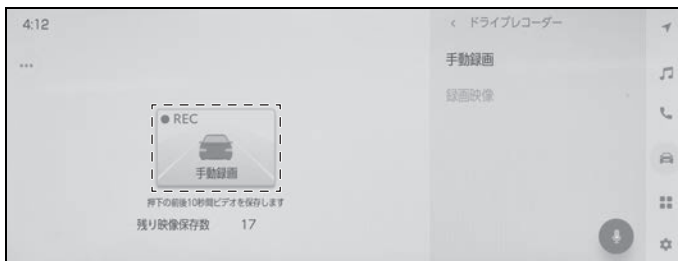 4:12
● REC
手動録画
押下の前後10秒間ビデオを保存します
残り映像保存数 17
< ドライブレコーダー
手動録画
録画映像